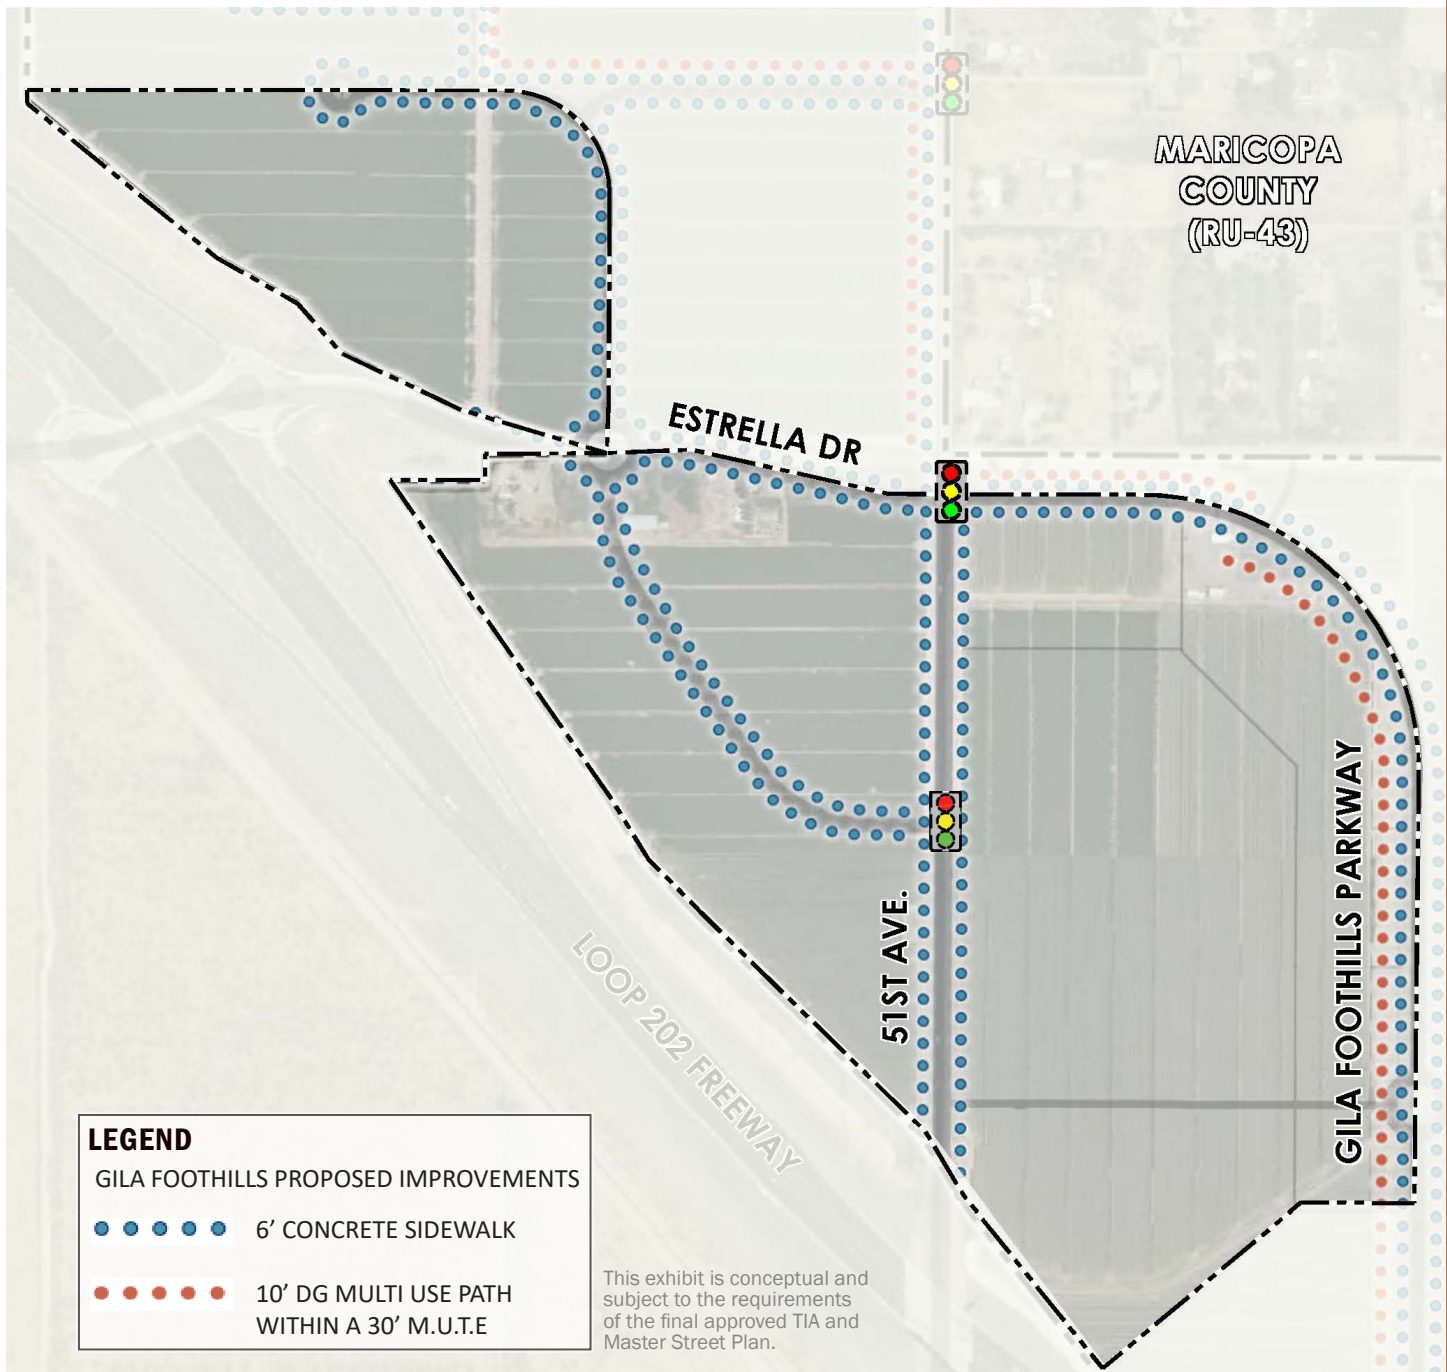 MARICOPA
COUNTY
(RU-43)
ESTRELLA DR
51ST AVE.
GILA FOOTHILLS PARKWAY
LOOP 202 FREEWAY
LEGEND
GILA FOOTHILLS PROPOSED IMPROVEMENTS
6’ CONCRETE SIDEWALK
10’ DG MULTI USE PATH
WITHIN A 30’ M.U.T.E
This exhibit is conceptual and
subject to the requirements
of the final approved TIA and
Master Street Plan.